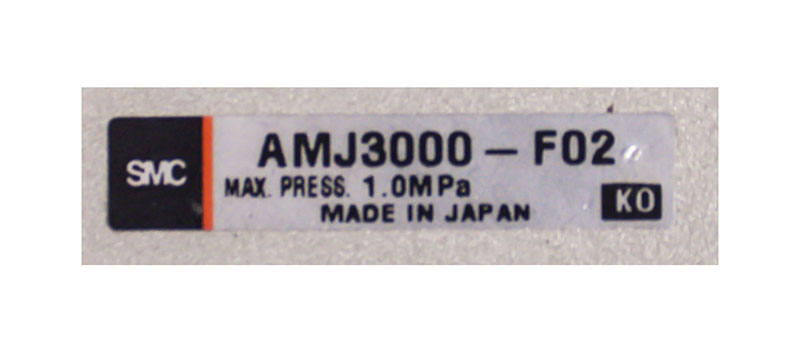 SMC
AMJ3000-F02
MAX. PRESS. 1.0MPa
MADE IN JAPAN
KO